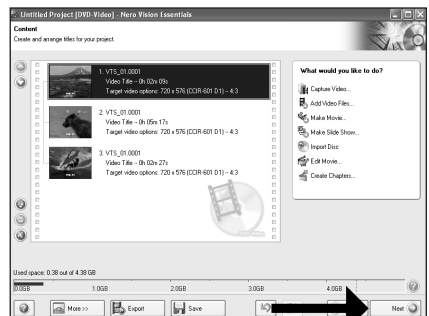 Untitled Project [DVD-Video] - Nero Vision Essentials
Content
Create and arrange titles for your project.
1. VTS_01.0001
Video Title – 0h 02m 09s
Target video options: 720 x 576 (CCIR-601 D1) – 4:3
2. VTS_01.0001
Video Title – 0h 05m 17s
Target video options: 720 x 576 (CCIR-601 D1) – 4:3
3. VTS_01.0001
Video Title – 0h 02m 27s
Target video options: 720 x 576 (CCIR-601 D1) – 4:3
What would you like to do?
Capture Video...
Add Video Files...
Make Movie...
Make Slide Show...
Import Disc
Edit Movie...
Create Chapters...
Used space: 0.38 out of 4.38 GB
0.0GB 1.0GB 2.0GB 3.0GB 4.0GB
More >> Export Save Next